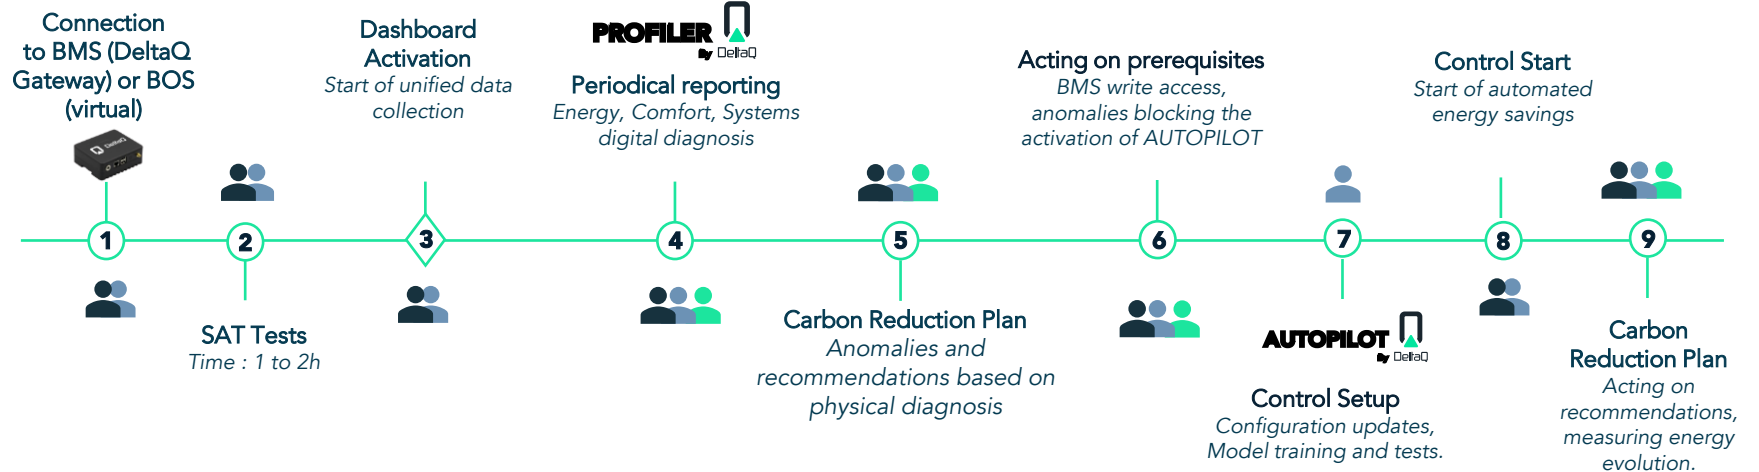 Connection
to BMS (DeltaQ
Gateway) or BOS
(virtual)
DeltaQ
1
2
SAT Tests
Time : 1 to 2h
Dashboard
Activation
Start of unified data
collection
3
PROFILER
By DeltaQ
Periodical reporting
Energy, Comfort, Systems
digital diagnosis
4
5
Carbon Reduction Plan
Anomalies and
recommendations based on
physical diagnosis
Acting on prerequisites
BMS write access,
anomalies blocking the
activation of AUTOPILOT
6
7
AUTOPILOT
By DeltaQ
Control Setup
Configuration updates,
Model training and tests.
Control Start
Start of automated
energy savings
8
9
Carbon
Reduction Plan
Acting on
recommendations,
measuring energy
evolution.